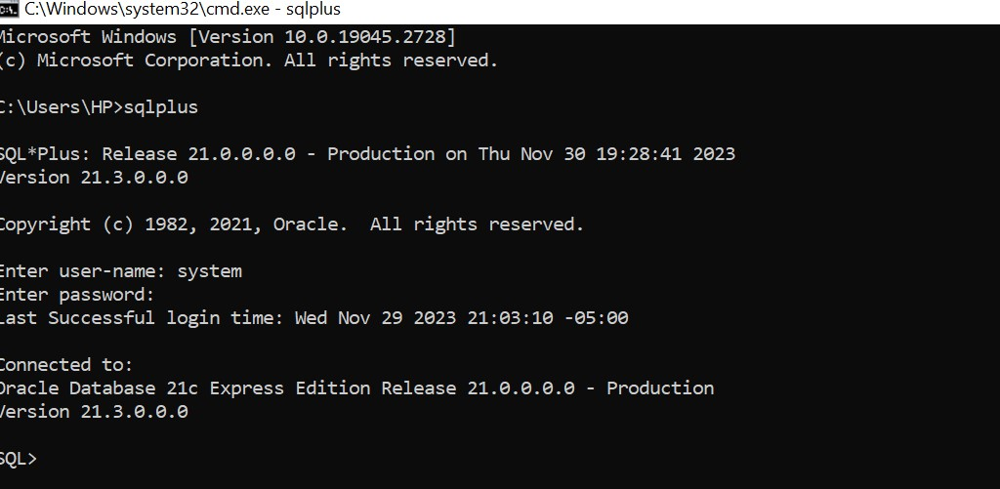 C:\Windows\system32\cmd.exe - sqlplus
Microsoft Windows [Version 10.0.19045.2728]
(c) Microsoft Corporation. All rights reserved.
C:\Users\HP>sqlplus
SQL*Plus: Release 21.0.0.0.0 - Production on Thu Nov 30 19:28:41 2023
Version 21.3.0.0.0
Copyright (c) 1982, 2021, Oracle.  All rights reserved.
Enter user-name: system
Enter password:
Last Successful login time: Wed Nov 29 2023 21:03:10 -05:00
Connected to:
Oracle Database 21c Express Edition Release 21.0.0.0.0 - Production
Version 21.3.0.0.0
SQL>